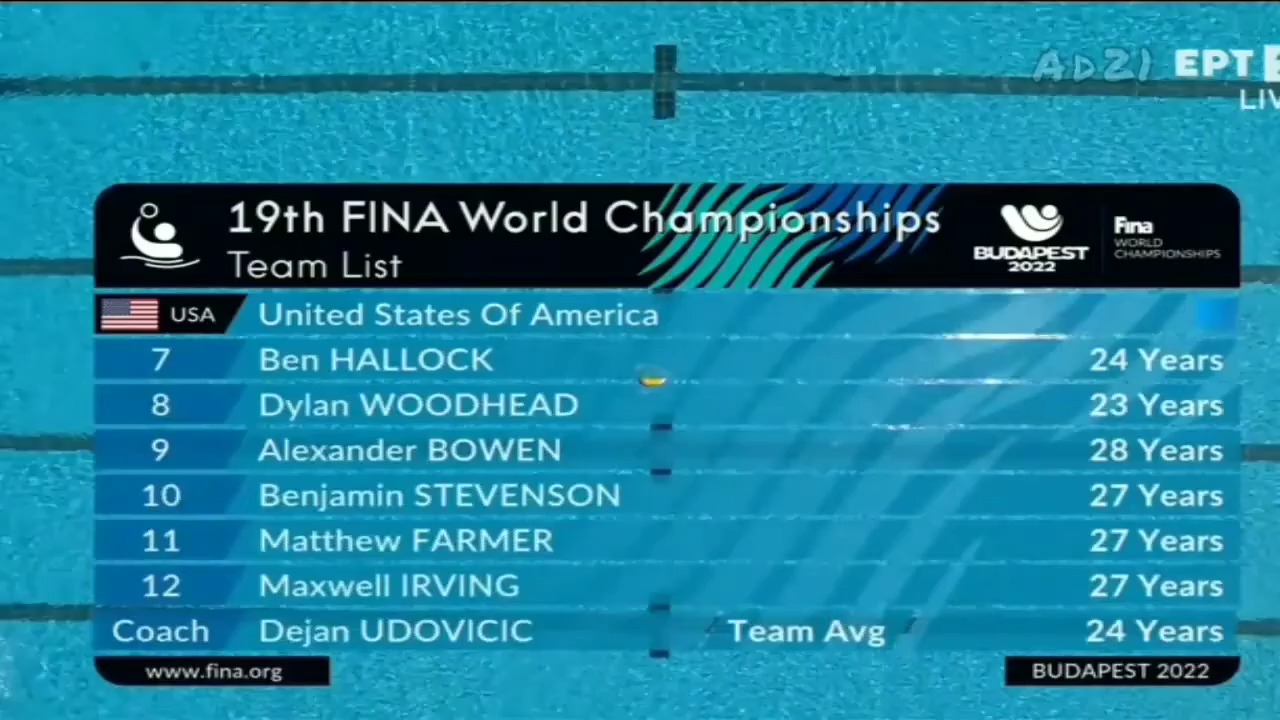 AD21
ΕΡΤ
LIV
19th FINA World Championships
Team List
BUDAPEST
2022
Fina
WORLD
CHAMPIONSHIPS
USA United States Of America
7 Ben HALLOCK 24 Years
8 Dylan WOODHEAD 23 Years
9 Alexander BOWEN 28 Years
10 Benjamin STEVENSON 27 Years
11 Matthew FARMER 27 Years
12 Maxwell IRVING 27 Years
Coach Dejan UDOVICIC Team Avg 24 Years
www.fina.org
BUDAPEST 2022